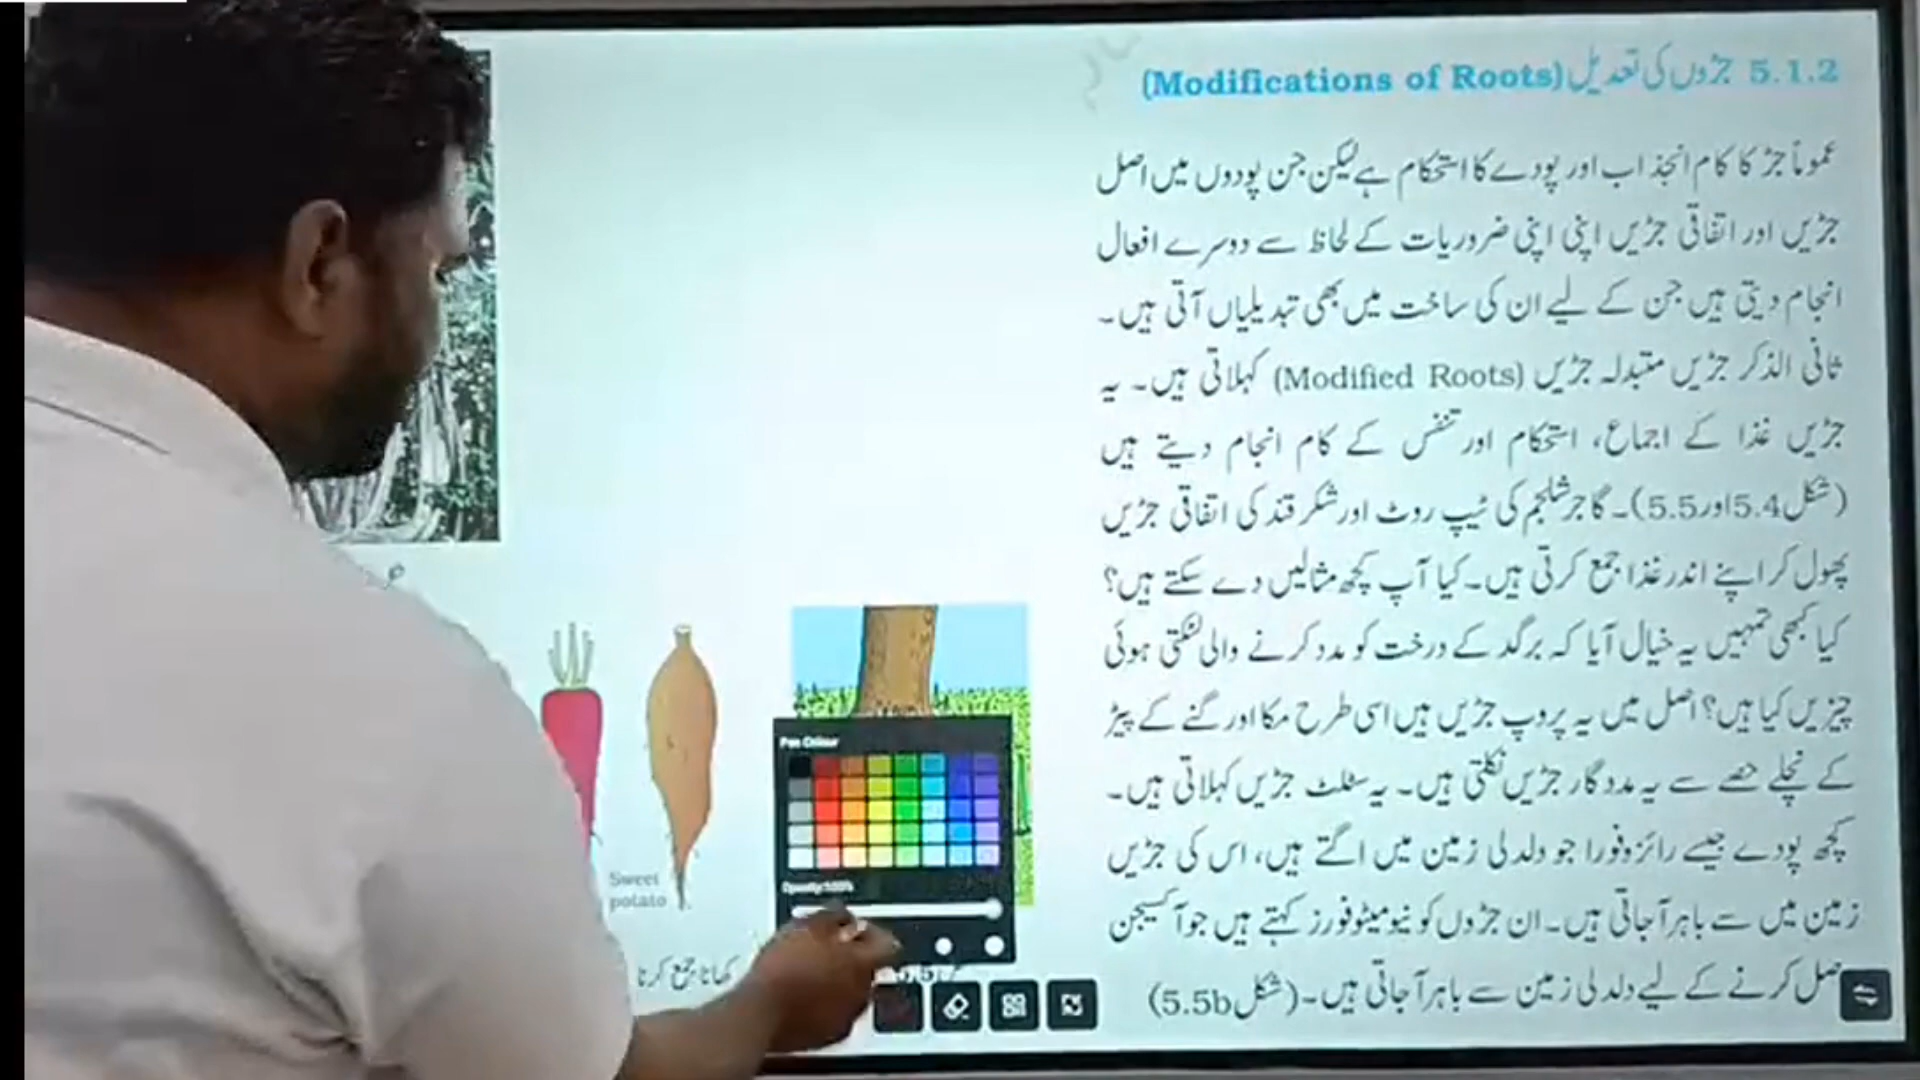 5.1.2 جڑوں کی تعدیل (Modifications of Roots)
عموماً جڑ کا کام انجذاب اور پودے کا استحکام ہے لیکن جن پودوں میں اصل
جڑیں اور اتفاقی جڑیں اپنی اپنی ضروریات کے لحاظ سے دوسرے افعال
انجام دیتی ہیں جن کے لیے ان کی ساخت میں بھی تبدیلیاں آتی ہیں۔
ثانی الذکر جڑیں متبدلہ جڑیں (Modified Roots) کہلاتی ہیں۔ یہ
جڑیں غذا کے اجماع، استحکام اور تنفس کے کام انجام دیتے ہیں
(شکل 5.4 اور 5.5)۔ گاجر شلجم کی ٹیپ روٹ اور شکر قند کی اتفاقی جڑیں
پھول کر اپنے اندر غذا جمع کرتی ہیں۔ کیا آپ کچھ مثالیں دے سکتے ہیں؟
کیا کبھی تمہیں یہ خیال آیا کہ برگد کے درخت کو مدد کرنے والی لٹکتی ہوئی
چیزیں کیا ہیں؟ اصل میں یہ پروپ جڑیں ہیں اسی طرح مکا اور گنے کے پیڑ
کے نچلے حصے سے یہ مددگار جڑیں نکلتی ہیں۔ یہ سٹلٹ جڑیں کہلاتی ہیں۔
کچھ پودے جیسے رائزوفورا جو دلدلی زمین میں اگتے ہیں، اس کی جڑیں
زمین میں سے باہر آجاتی ہیں۔ ان جڑوں کو نیومیٹوفورز کہتے ہیں جو آکسیجن
حاصل کرنے کے لیے دلدلی زمین سے باہر آجاتی ہیں۔ (شکل 5.5b)
Pen Colour
Opacity:100%
Sweet
potato
کھانا جمع کرنا